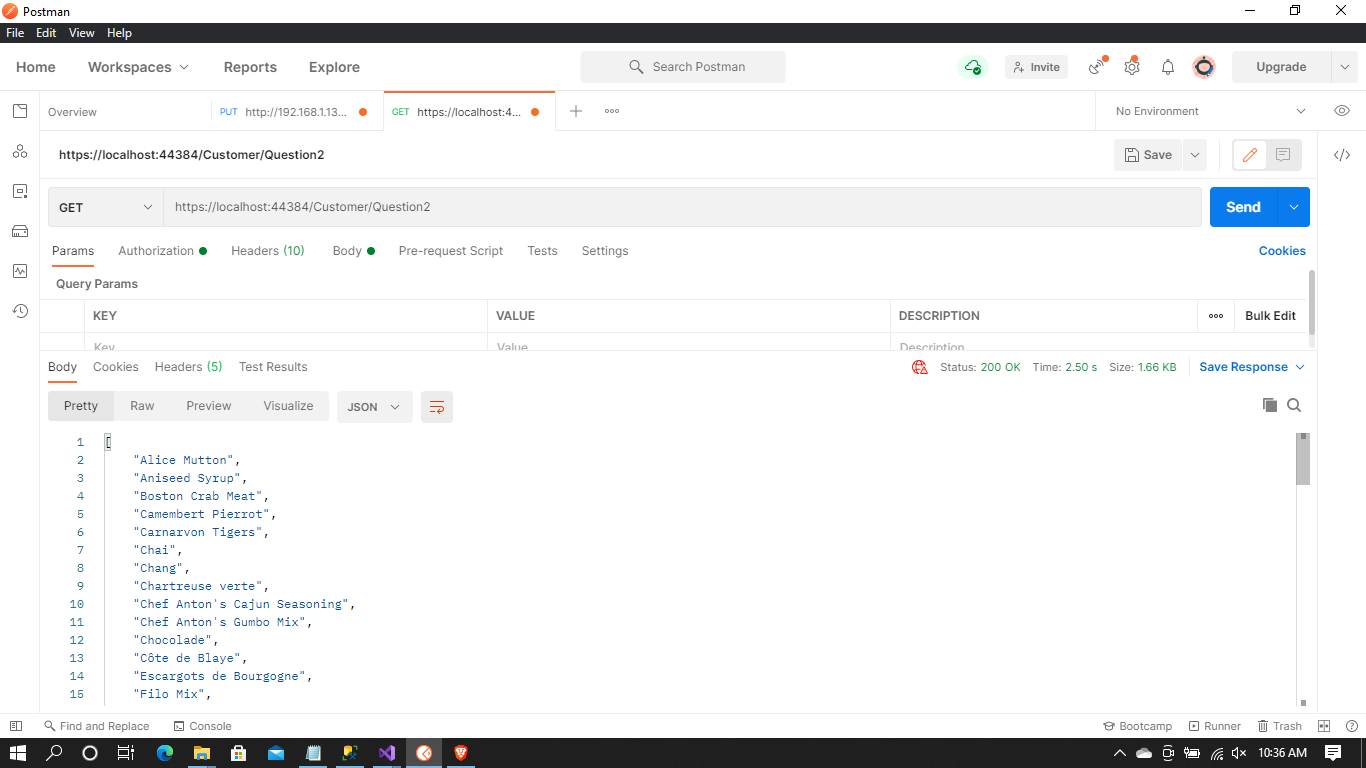 Postman
File Edit View Help
Home Workspaces Reports Explore Search Postman Invite Upgrade
Overview PUT http://192.168.1.13... GET https://localhost:4... No Environment
https://localhost:44384/Customer/Question2 Save
GET https://localhost:44384/Customer/Question2 Send
Params Authorization Headers (10) Body Pre-request Script Tests Settings Cookies
Query Params
KEY VALUE DESCRIPTION Bulk Edit
Key Value Description
Body Cookies Headers (5) Test Results Status: 200 OK Time: 2.50 s Size: 1.66 KB Save Response
Pretty Raw Preview Visualize JSON
1 [
2 "Alice Mutton",
3 "Aniseed Syrup",
4 "Boston Crab Meat",
5 "Camembert Pierrot",
6 "Carnarvon Tigers",
7 "Chai",
8 "Chang",
9 "Chartreuse verte",
10 "Chef Anton's Cajun Seasoning",
11 "Chef Anton's Gumbo Mix",
12 "Chocolade",
13 "Côte de Blaye",
14 "Escargots de Bourgogne",
15 "Filo Mix",
Find and Replace Console Bootcamp Runner Trash
10:36 AM